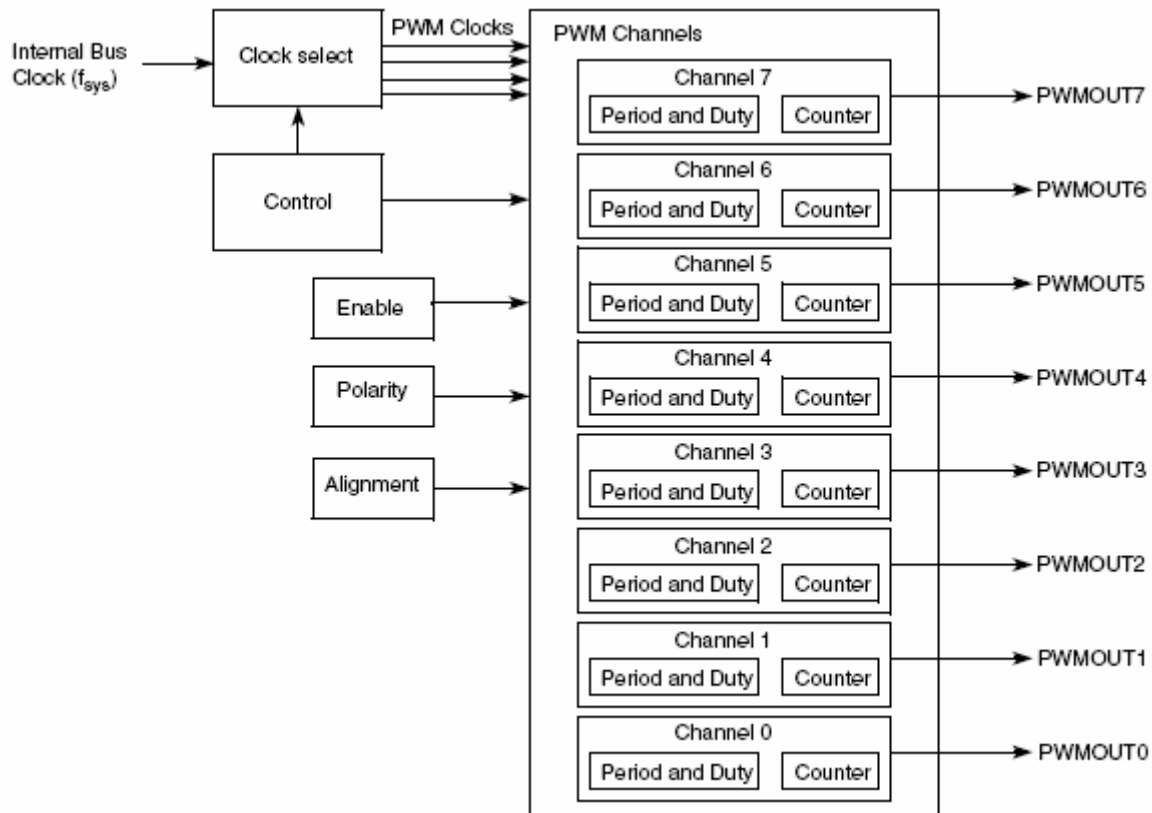 PWM Clocks
Internal Bus
Clock (fsys)
Clock select
Control
Enable
Polarity
Alignment
PWM Channels
Channel 7
Period and Duty
Counter
PWMOUT7
Channel 6
Period and Duty
Counter
PWMOUT6
Channel 5
Period and Duty
Counter
PWMOUT5
Channel 4
Period and Duty
Counter
PWMOUT4
Channel 3
Period and Duty
Counter
PWMOUT3
Channel 2
Period and Duty
Counter
PWMOUT2
Channel 1
Period and Duty
Counter
PWMOUT1
Channel 0
Period and Duty
Counter
PWMOUT0